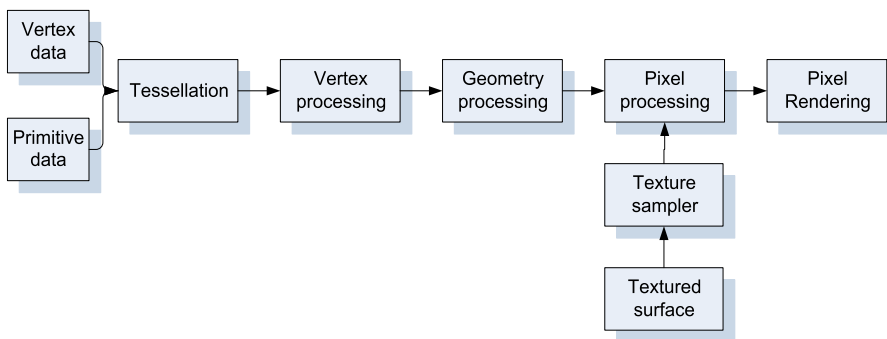 Vertex
data
Primitive
data
Tessellation
Vertex
processing
Geometry
processing
Pixel
processing
Pixel
Rendering
Texture
sampler
Textured
surface